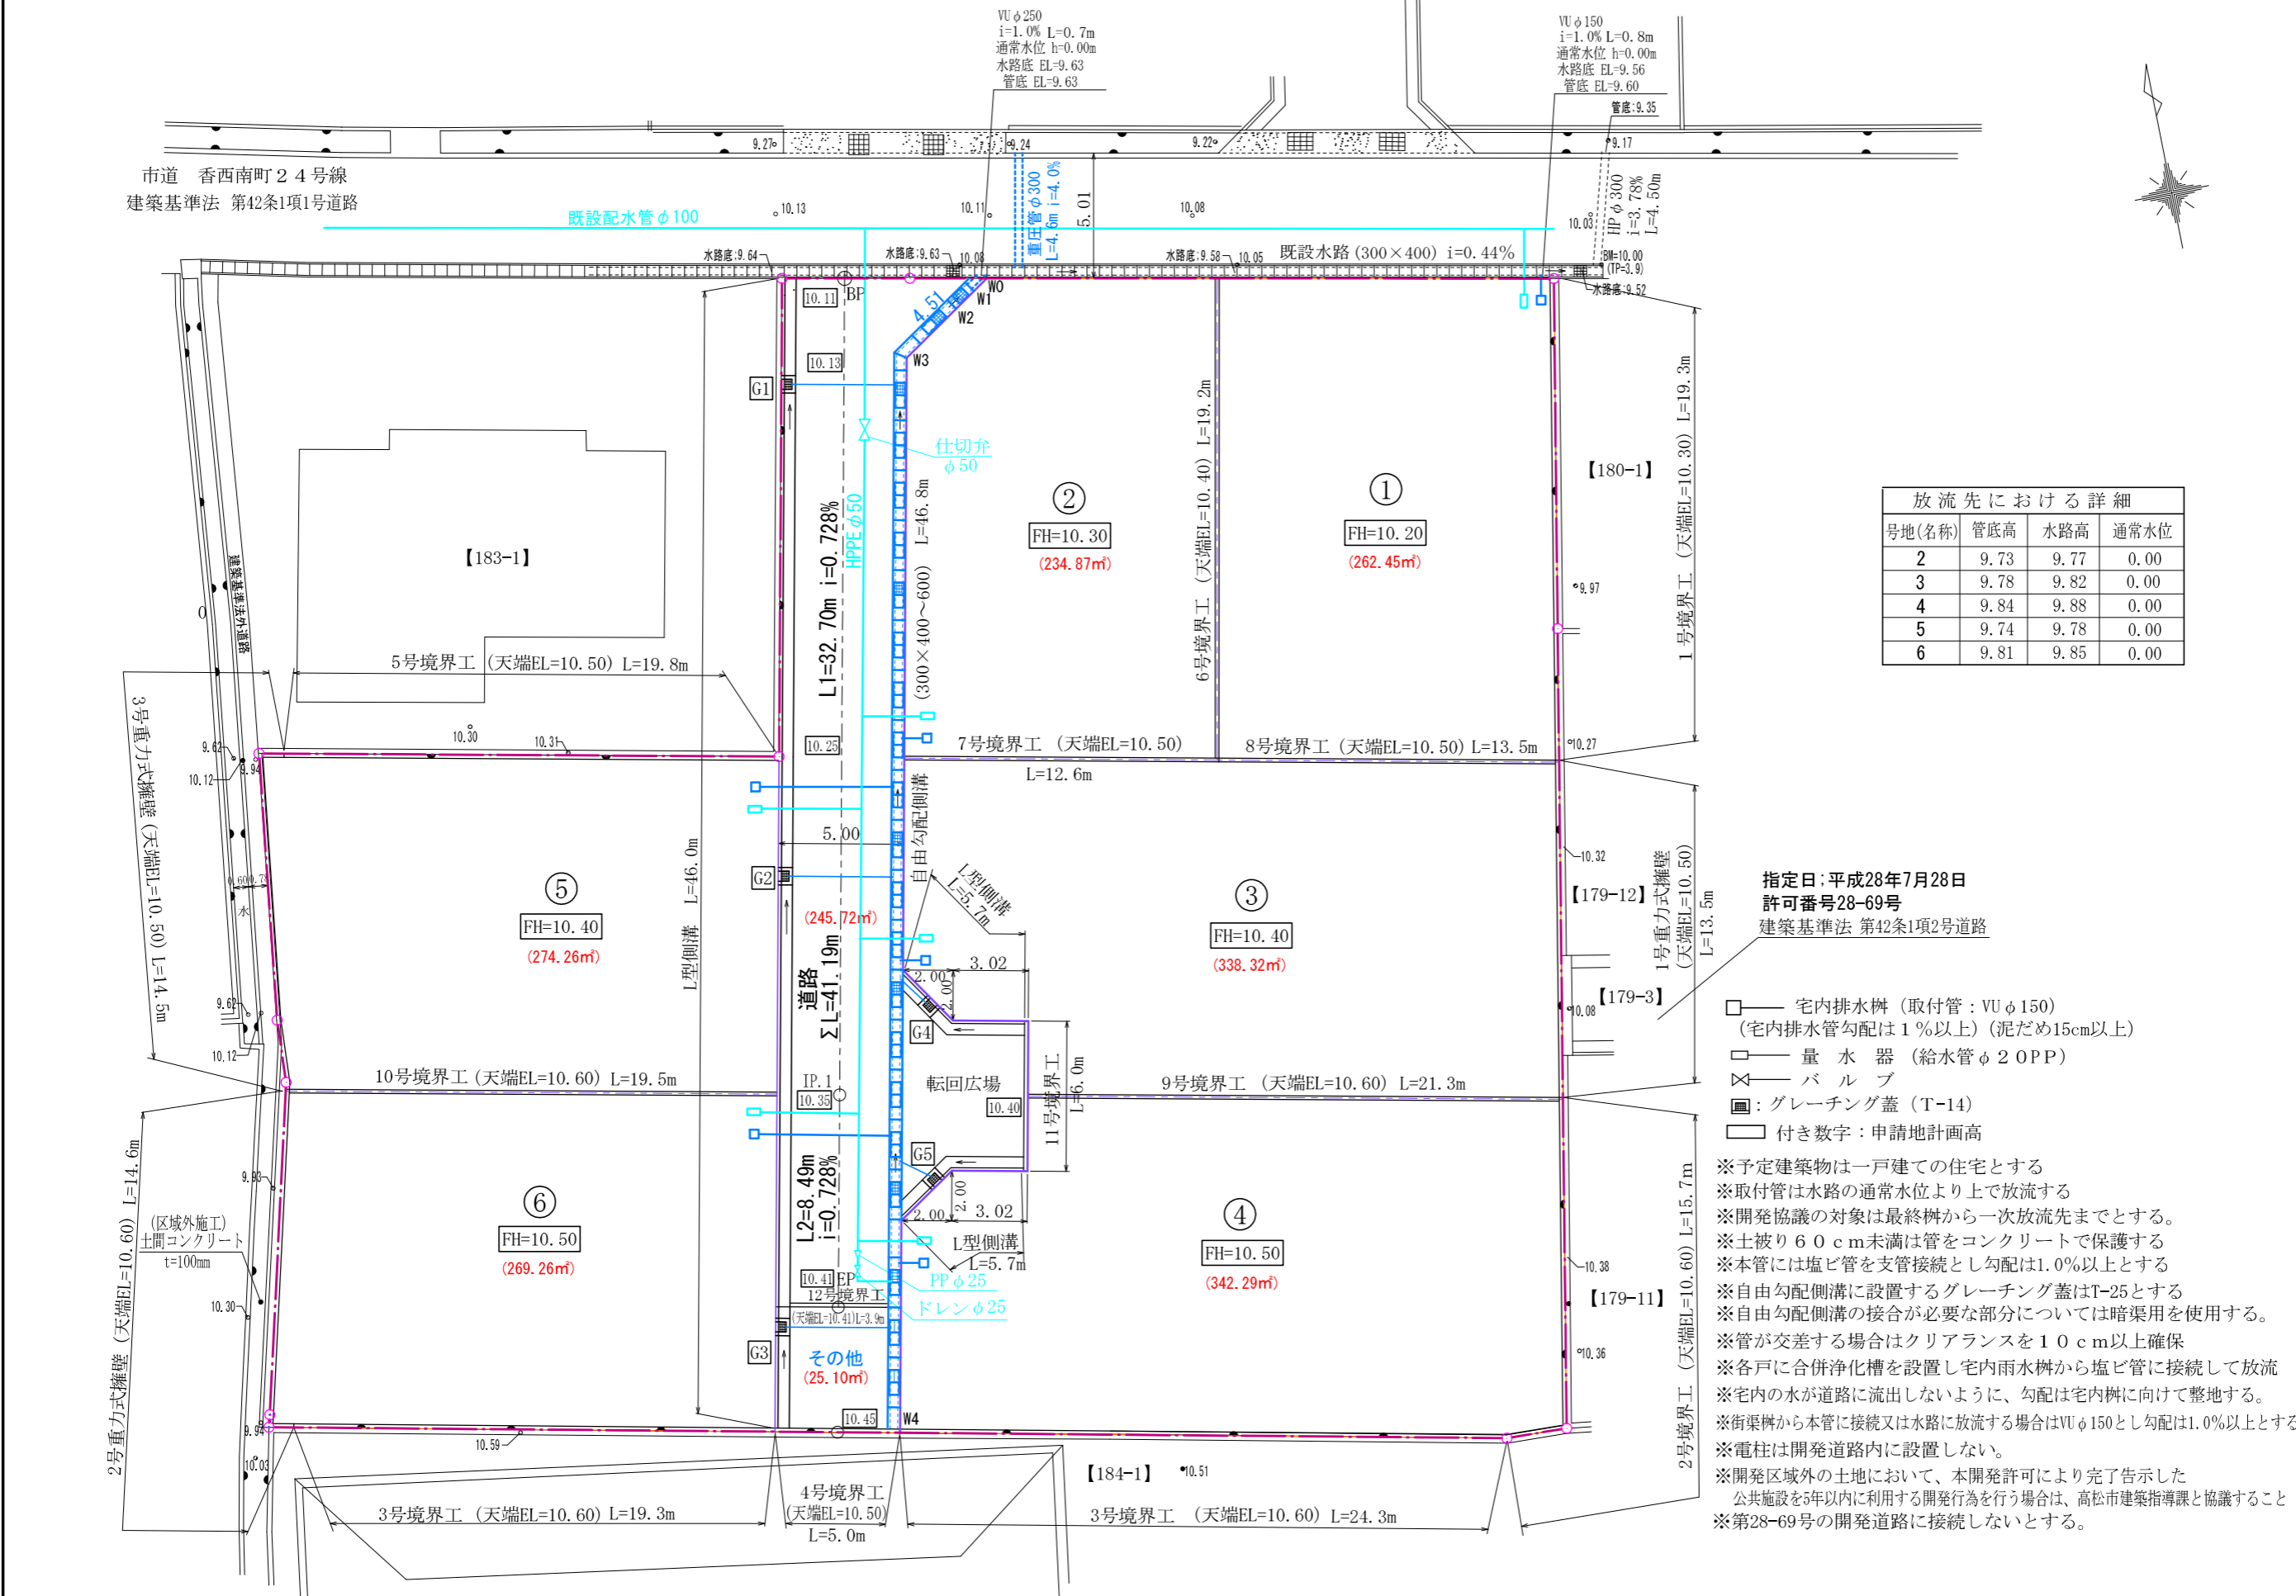 VUφ250
i=1.0% L=0.7m
通常水位 h=0.00m
水路底 EL=9.63
管底 EL=9.63
VUφ150
i=1.0% L=0.8m
通常水位 h=0.00m
水路底 EL=9.56
管底 EL=9.60
管底:9.35
9.27
9.24
9.22
9.17
市道 香西南町24号線
建築基準法 第42条1項1号道路
既設配水管φ100
10.13
10.11
重圧管φ300
L=4.6m i=4.0%
5.01
10.08
10.03
HPφ300
i=3.78%
L=4.50m
水路底:9.64
水路底:9.63
10.08
水路底:9.58
10.05
既設水路 (300×400) i=0.44%
BM=10.00
(TP=3.9)
水路底:9.52
10.11
BP
4.51
W0
W1
W2
W3
10.13
G1
仕切弁
φ50
HPPEφ50
L1=32.70m i=0.728%
(300×400～600) L=46.8m
自由勾配側溝
②
FH=10.30
(234.87㎡)
6号境界工 (天端EL=10.40) L=19.2m
①
FH=10.20
(262.45㎡)
【180-1】
1号境界工 (天端EL=10.30) L=19.3m
9.97
放流先における詳細
号地(名称) 管底高 水路高 通常水位
2 9.73 9.77 0.00
3 9.78 9.82 0.00
4 9.84 9.88 0.00
5 9.74 9.78 0.00
6 9.81 9.85 0.00
【183-1】
建築基準法外道路
0
5号境界工 (天端EL=10.50) L=19.8m
10.30
10.31
9.62
9.94
10.12
3号重力式擁壁 (天端EL=10.50) L=14.5m
0.60
0.78
水
10.25
7号境界工 (天端EL=10.50)
L=12.6m
8号境界工 (天端EL=10.50) L=13.5m
10.27
L型側溝 L=46.0m
5.00
G2
(245.72㎡)
道路
ΣL=41.19m
L型側溝
L=5.7m
⑤
FH=10.40
(274.26㎡)
③
FH=10.40
(338.32㎡)
10.32
【179-12】
1号重力式擁壁
(天端EL=10.50)
L=13.5m
【179-3】
10.08
指定日;平成28年7月28日
許可番号28-69号
建築基準法 第42条1項2号道路
2.00
3.02
2.00
G4
転回広場
10.40
11号境界工
L=6.0m
9.62
10.12
10号境界工 (天端EL=10.60) L=19.5m
IP.1
10.35
9号境界工 (天端EL=10.60) L=21.3m
G5
L2=8.49m
i=0.728%
2.00
2.00
3.02
L型側溝
L=5.7m
10.41
EP
PPφ25
ドレンφ25
12号境界工
(天端EL=10.41)L=3.9m
G3
その他
(25.10㎡)
10.45
W4
2号重力式擁壁 (天端EL=10.60) L=14.6m
9.93
(区域外施工)
土間コンクリート
t=100mm
10.30
⑥
FH=10.50
(269.26㎡)
④
FH=10.50
(342.29㎡)
10.38
【179-11】
10.36
2号境界工 (天端EL=10.60) L=15.7m
9.94
10.03
10.59
3号境界工 (天端EL=10.60) L=19.3m
4号境界工
(天端EL=10.50)
L=5.0m
【184-1】
10.51
3号境界工 (天端EL=10.60) L=24.3m
宅内排水桝 (取付管：VUφ150)
(宅内排水管勾配は1%以上) (泥だめ15cm以上)
量 水 器 (給水管φ20PP)
バ ル ブ
：グレーチング蓋 (T-14)
付き数字：申請地計画高
※予定建築物は一戸建ての住宅とする
※取付管は水路の通常水位より上で放流する
※開発協議の対象は最終桝から一次放流先までとする。
※土被り60cm未満は管をコンクリートで保護する
※本管には塩ビ管を支管接続とし勾配は1.0%以上とする
※自由勾配側溝に設置するグレーチング蓋はT-25とする
※自由勾配側溝の接合が必要な部分については暗渠用を使用する。
※管が交差する場合はクリアランスを10cm以上確保
※各戸に合併浄化槽を設置し宅内雨水桝から塩ビ管に接続して放流
※宅内の水が道路に流出しないように、勾配は宅内桝に向けて整地する。
※街渠桝から本管に接続又は水路に放流する場合はVUφ150とし勾配は1.0%以上とする
※電柱は開発道路内に設置しない。
※開発区域外の土地において、本開発許可により完了告示した
公共施設を5年以内に利用する開発行為を行う場合は、高松市建築指導課と協議すること
※第28-69号の開発道路に接続しないとする。